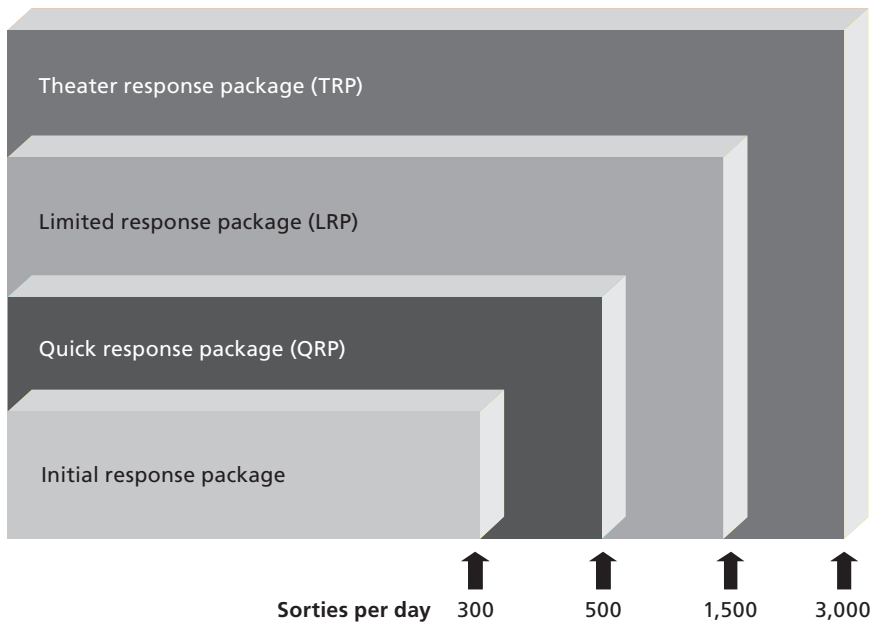 Theater response package (TRP)
Limited response package (LRP)
Quick response package (QRP)
Initial response package
Sorties per day 300 500 1,500 3,000